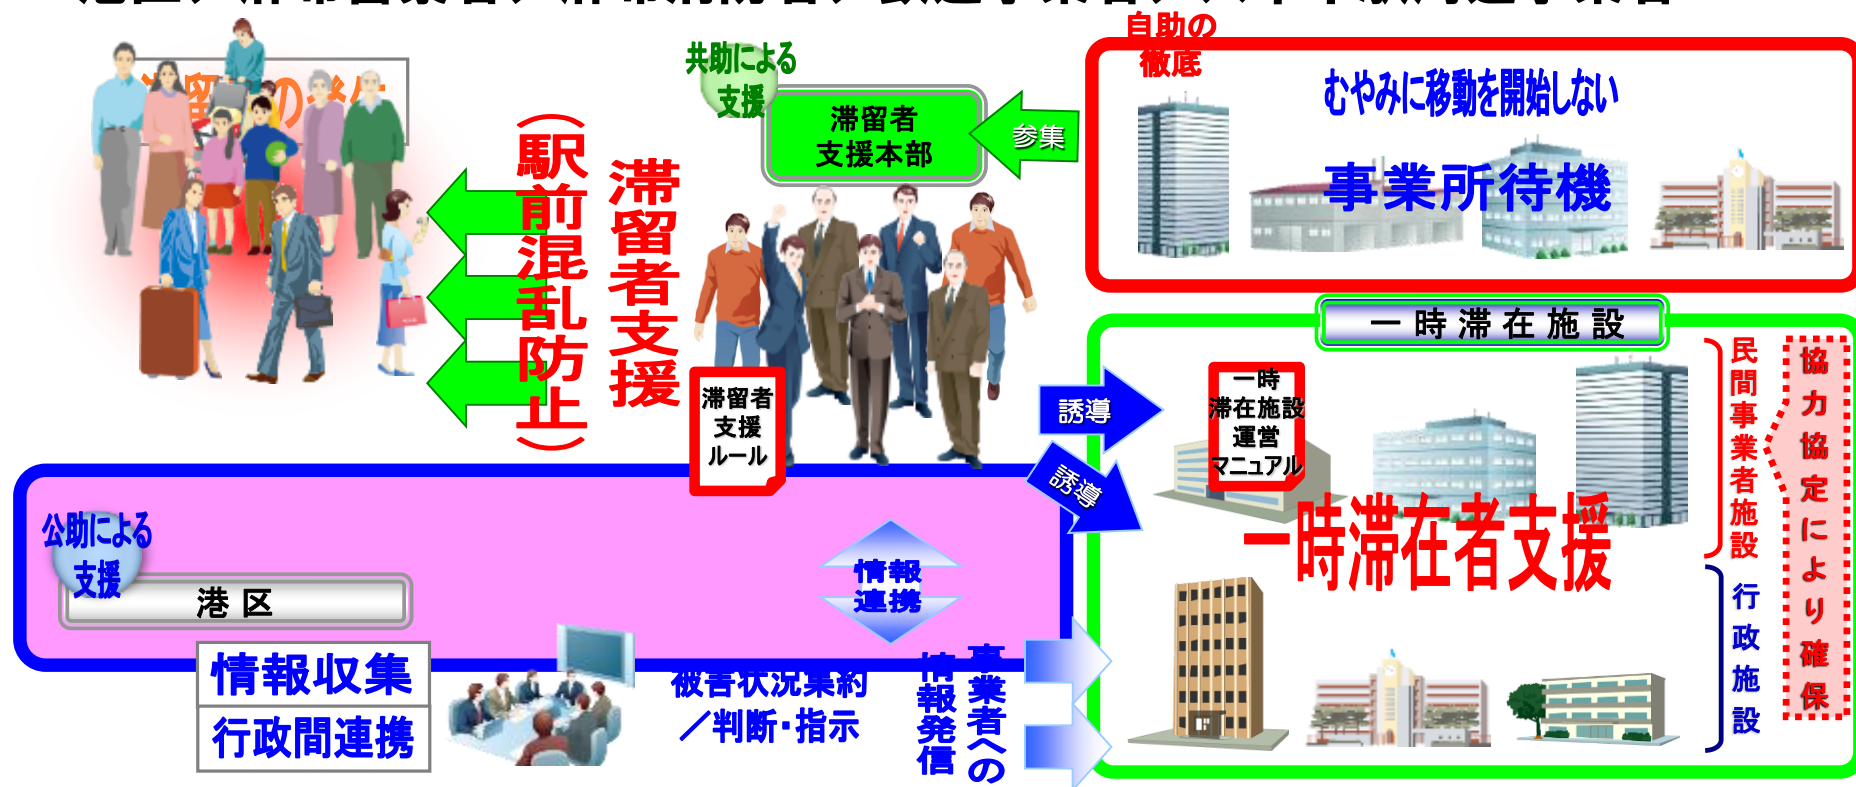 自助の
徹底
むやみに移動を開始しない
事業所待機
共助による
支援
滞留者
支援本部
参集
滞留者支援
（駅前混乱防止）
滞留者
支援
ルール
一時滞在施設
一時
滞在施設
運営
マニュアル
誘導
誘導
一時滞在者支援
民間事業者施設
行政施設
協力協定により確保
公助による
支援
港区
情報
連携
情報収集
行政間連携
被害状況集約
／判断・指示
事業者への
情報発信